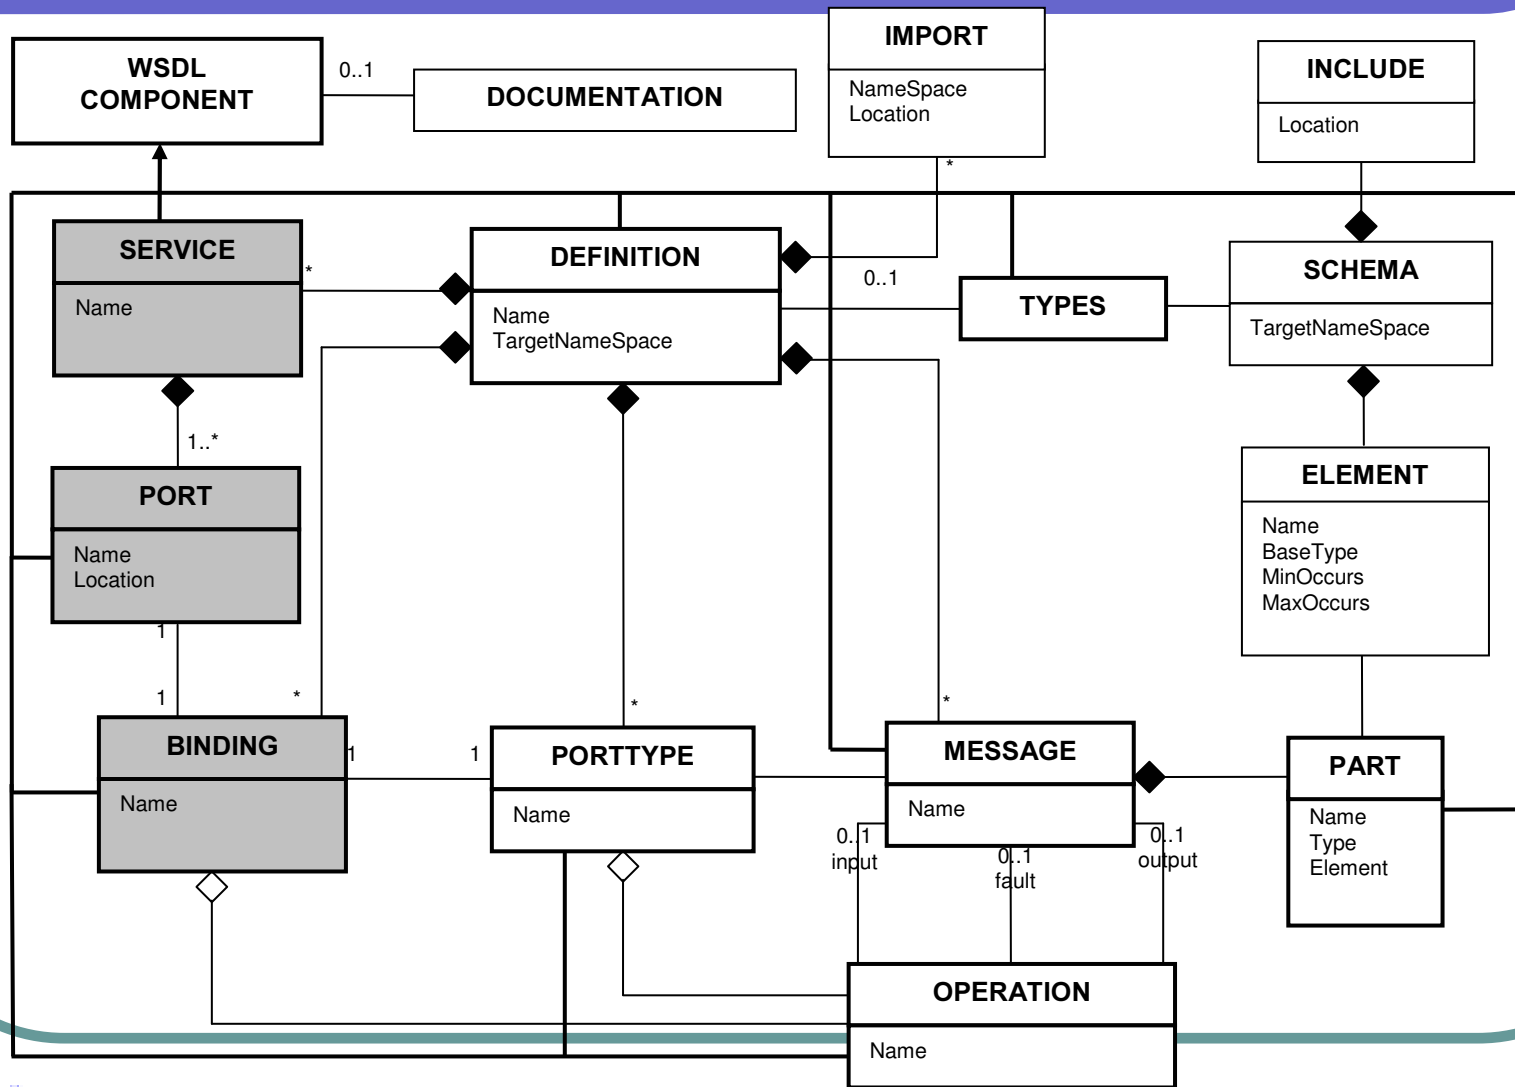 WSDL
COMPONENT
0..1
DOCUMENTATION
IMPORT
NameSpace
Location
*
INCLUDE
Location
SERVICE
Name
*
DEFINITION
Name
TargetNameSpace
0..1
TYPES
SCHEMA
TargetNameSpace
1..*
PORT
Name
Location
1
1
*
*
*
ELEMENT
Name
BaseType
MinOccurs
MaxOccurs
BINDING
Name
1
1
PORTTYPE
Name
MESSAGE
Name
PART
Name
Type
Element
0..1
input
0..1
fault
0..1
output
OPERATION
Name